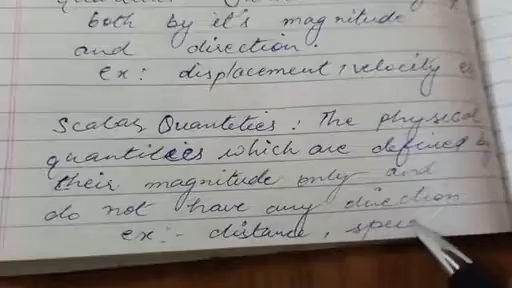 both by it's magnitude
and direction.
ex: displacement, velocity
Scalar Quantities: The physical
quantities which are defined by
their magnitude only and
do not have any direction
ex:- distance, spee